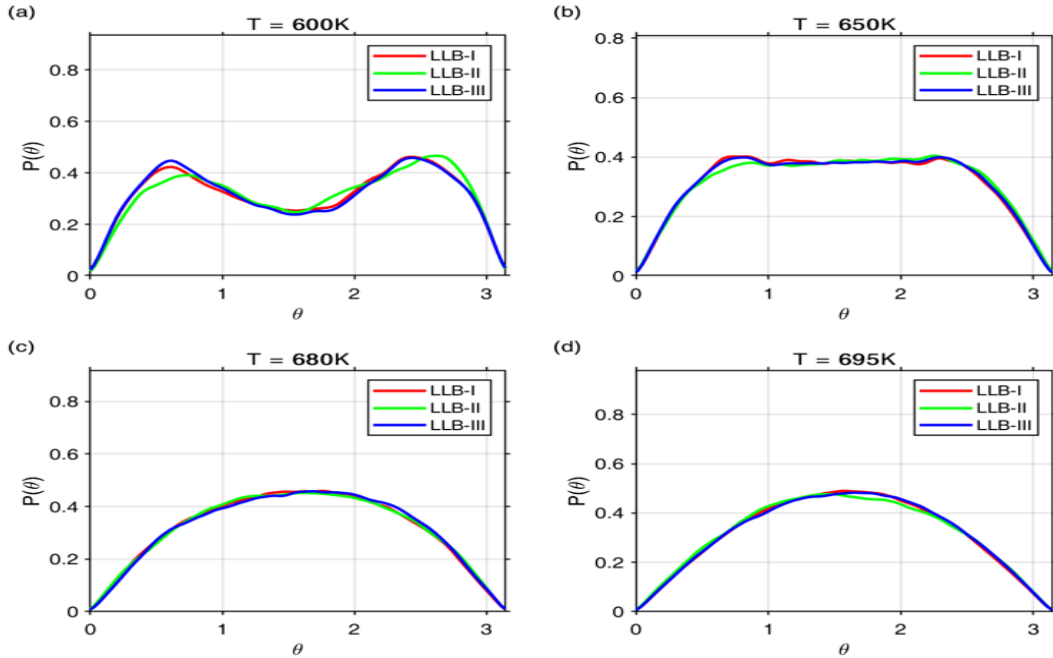 (a)
T = 600K
LLB-I
LLB-II
LLB-III
P(θ)
0.8
0.6
0.4
0.2
0
0 1 2 3
θ
(b)
T = 650K
LLB-I
LLB-II
LLB-III
P(θ)
0.8
0.6
0.4
0.2
0
0 1 2 3
θ
(c)
T = 680K
LLB-I
LLB-II
LLB-III
P(θ)
0.8
0.6
0.4
0.2
0
0 1 2 3
θ
(d)
T = 695K
LLB-I
LLB-II
LLB-III
P(θ)
0.8
0.6
0.4
0.2
0
0 1 2 3
θ